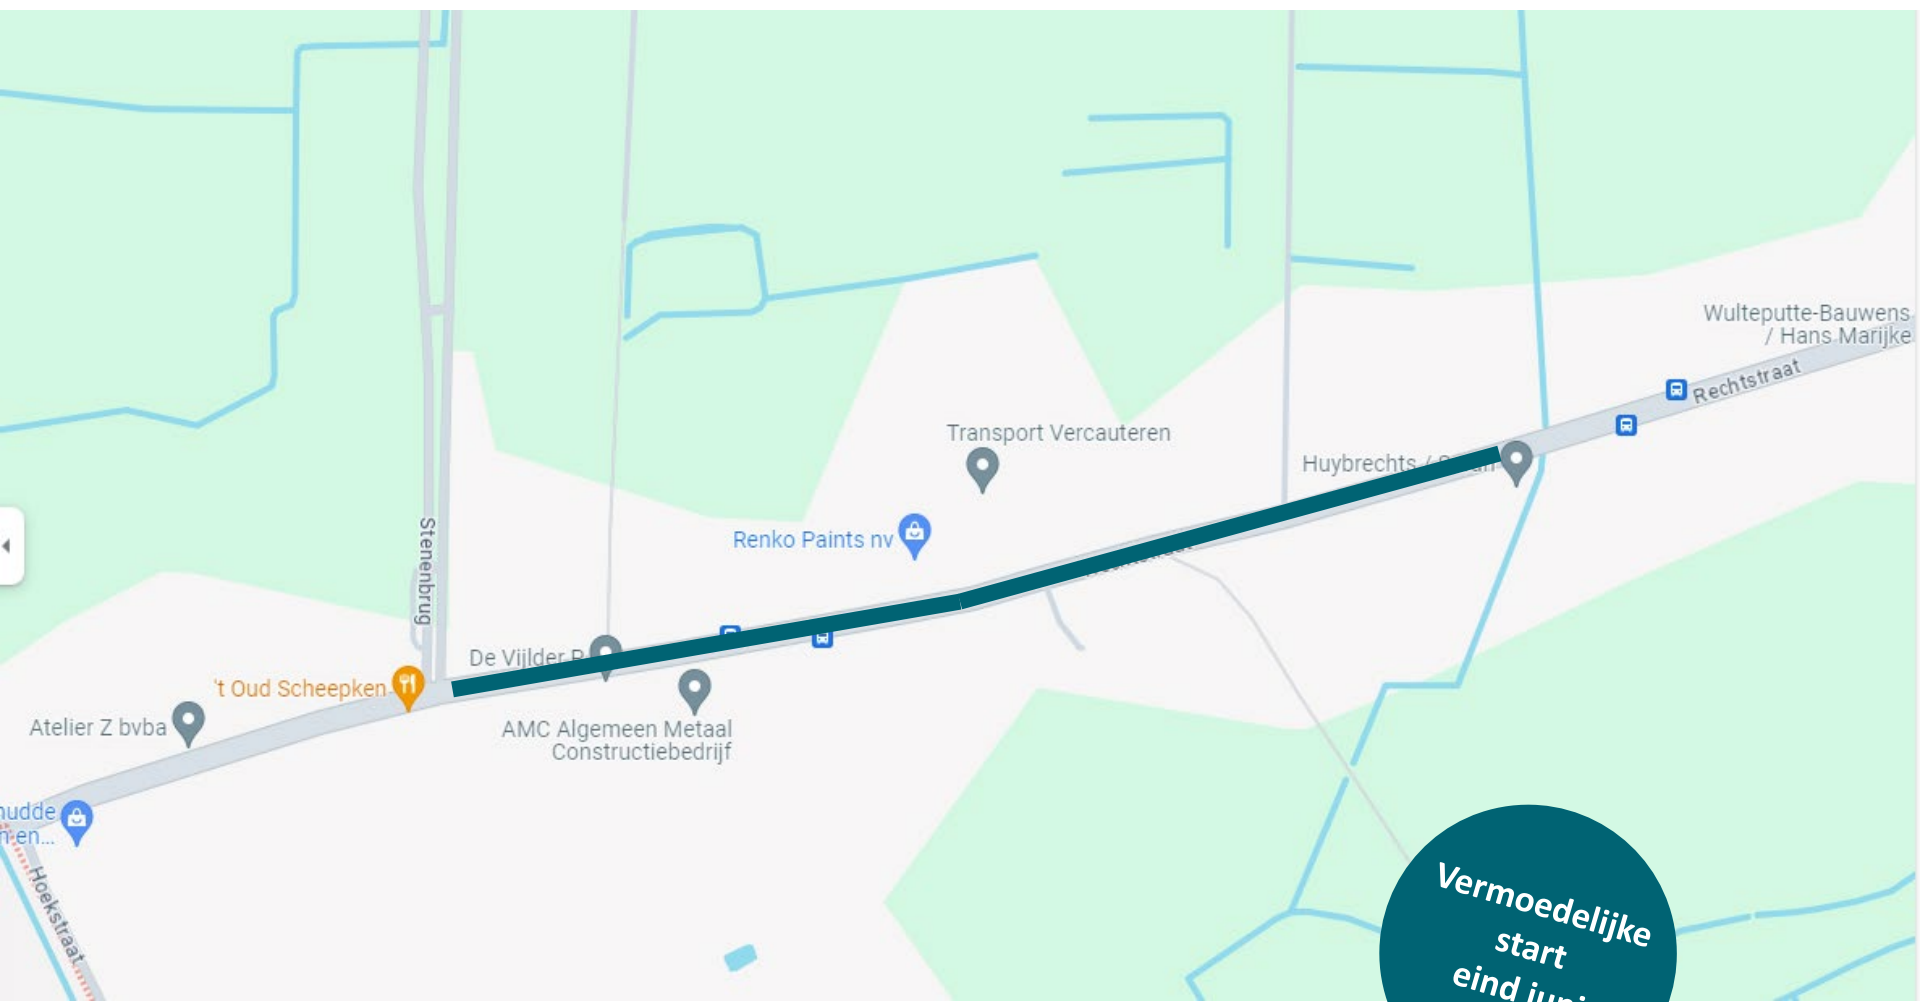 Wulteputte-Bauwens
/ Hans Marijke
Rechtstraat
Transport Vercauteren
Huybrechts /
Renko Paints nv
Stenenbrug
De Vijlder
't Oud Scheepken
AMC Algemeen Metaal
Constructiebedrijf
Atelier Z bvba
Hoekstraat
Vermoedelijke
start
eind